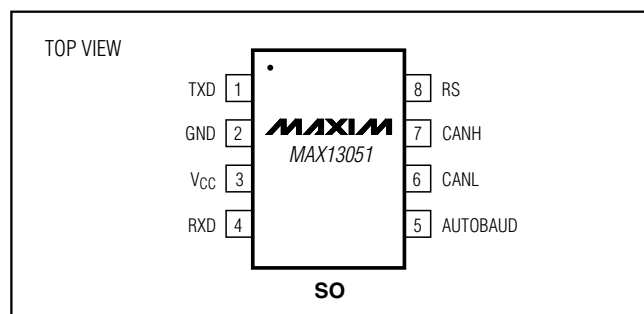 TOP VIEW
TXD 1
GND 2
VCC 3
RXD 4
MAXIM
MAX13051
8 RS
7 CANH
6 CANL
5 AUTOBAUD
SO